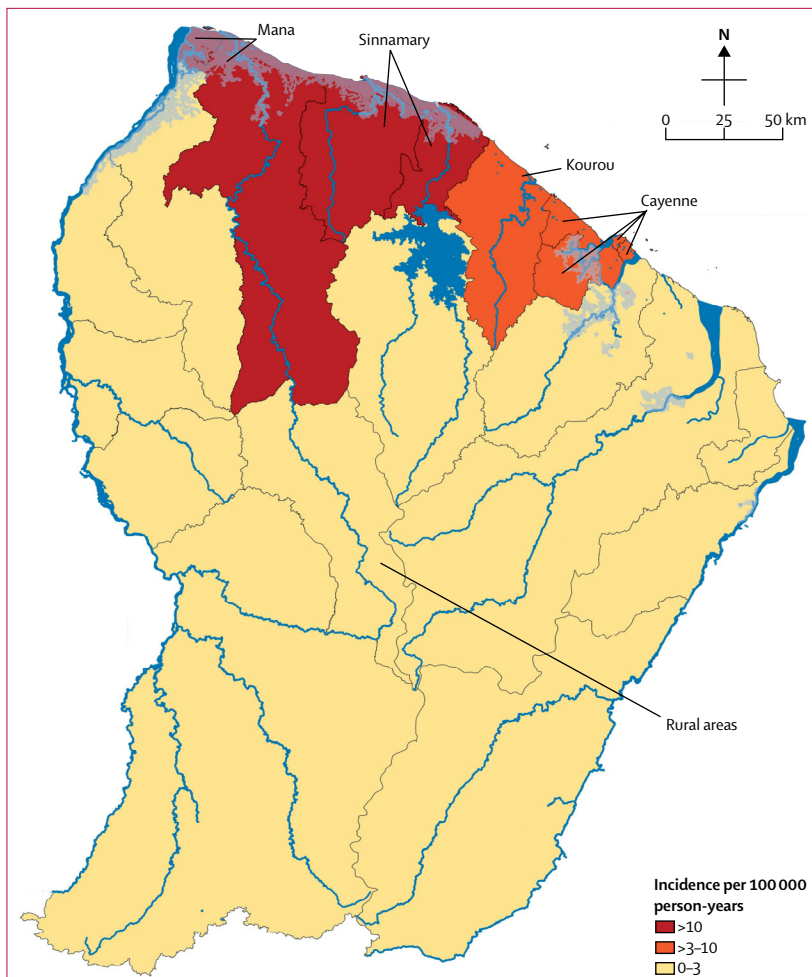 Mana
Sinnamary
N
0 25 50 km
Kourou
Cayenne
Rural areas
Incidence per 100 000
person-years
>10
>3–10
0–3